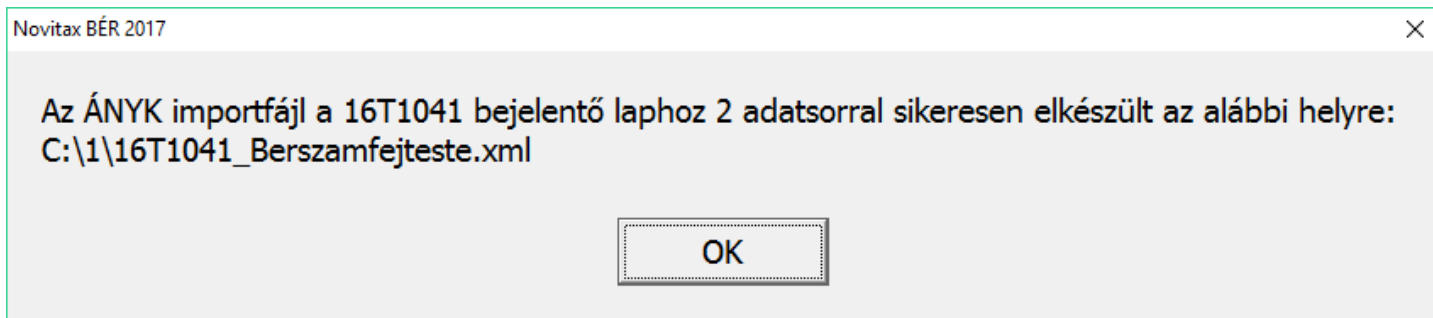 Novitax BÉR 2017
Az ÁNYK importfájl a 16T1041 bejelentő laphoz 2 adatsorral sikeresen elkészült az alábbi helyre:
C:\1\16T1041_Berszamfejteste.xml
OK